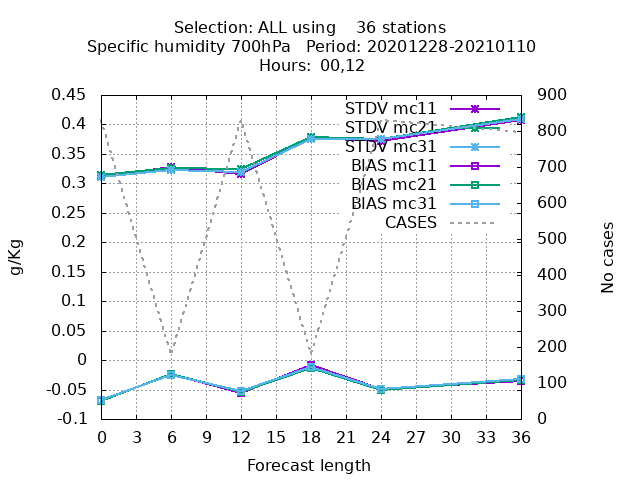 Selection: ALL using    36 stations
Specific humidity 700hPa   Period: 20201228-20210110
Hours:  00,12
0.45
0.4
0.35
0.3
0.25
0.2
0.15
0.1
0.05
0
-0.05
-0.1
g/Kg
STDV mc11
STDV mc21
STDV mc31
BIAS mc11
BIAS mc21
BIAS mc31
CASES
900
800
700
600
500
400
300
200
100
0
No cases
0 3 6 9 12 15 18 21 24 27 30 33 36
Forecast length